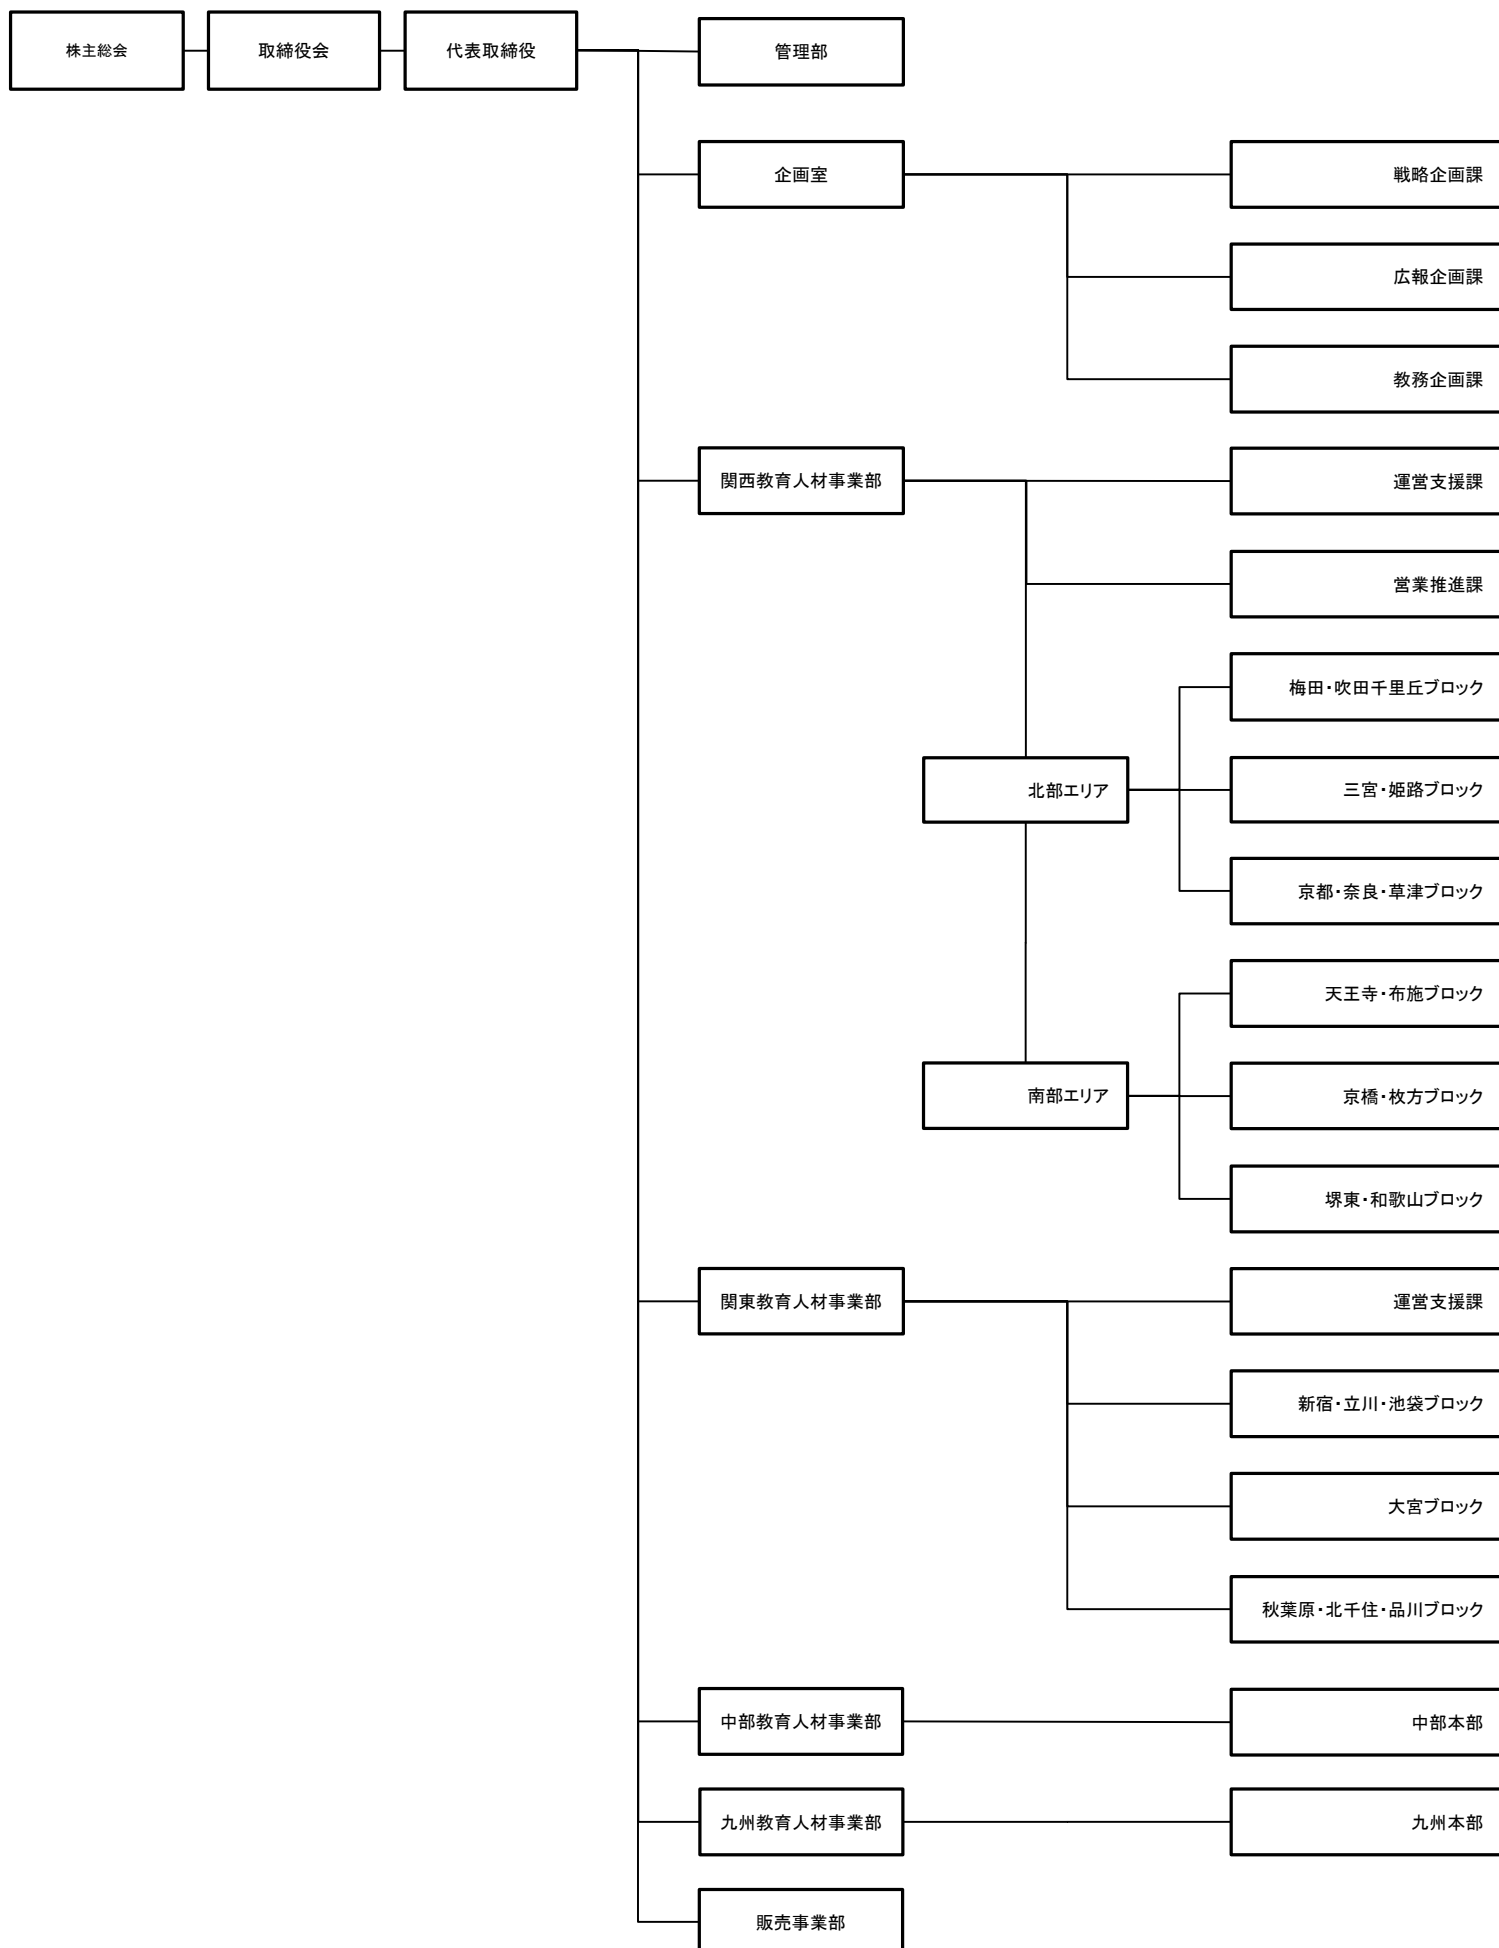 株主総会
取締役会
代表取締役
管理部
企画室
戦略企画課
広報企画課
教務企画課
関西教育人材事業部
運営支援課
営業推進課
梅田・吹田千里丘ブロック
北部エリア
三宮・姫路ブロック
京都・奈良・草津ブロック
天王寺・布施ブロック
南部エリア
京橋・枚方ブロック
堺東・和歌山ブロック
関東教育人材事業部
運営支援課
新宿・立川・池袋ブロック
大宮ブロック
秋葉原・北千住・品川ブロック
中部教育人材事業部
中部本部
九州教育人材事業部
九州本部
販売事業部